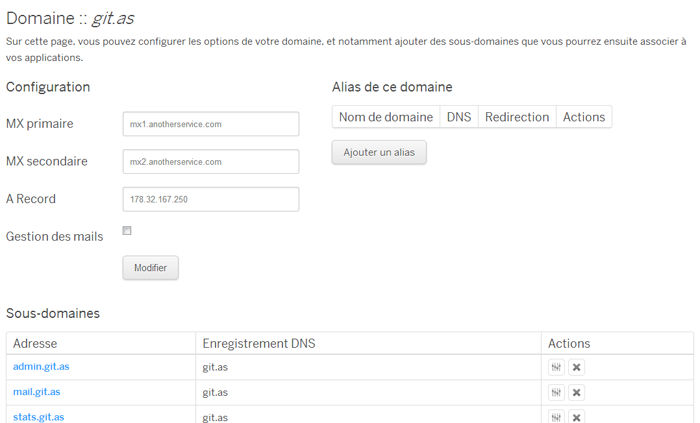 Domaine :: git.as
Sur cette page, vous pouvez configurer les options de votre domaine, et notamment ajouter des sous-domaines que vous pourrez ensuite associer à
vos applications.
Configuration
MX primaire
mx1.anotherservice.com
MX secondaire
mx2.anotherservice.com
A Record
178.32.167.250
Gestion des mails
Modifier
Alias de ce domaine
Nom de domaine DNS Redirection Actions
Ajouter un alias
Sous-domaines
Adresse Enregistrement DNS Actions
admin.git.as git.as
mail.git.as git.as
stats.git.as git.as